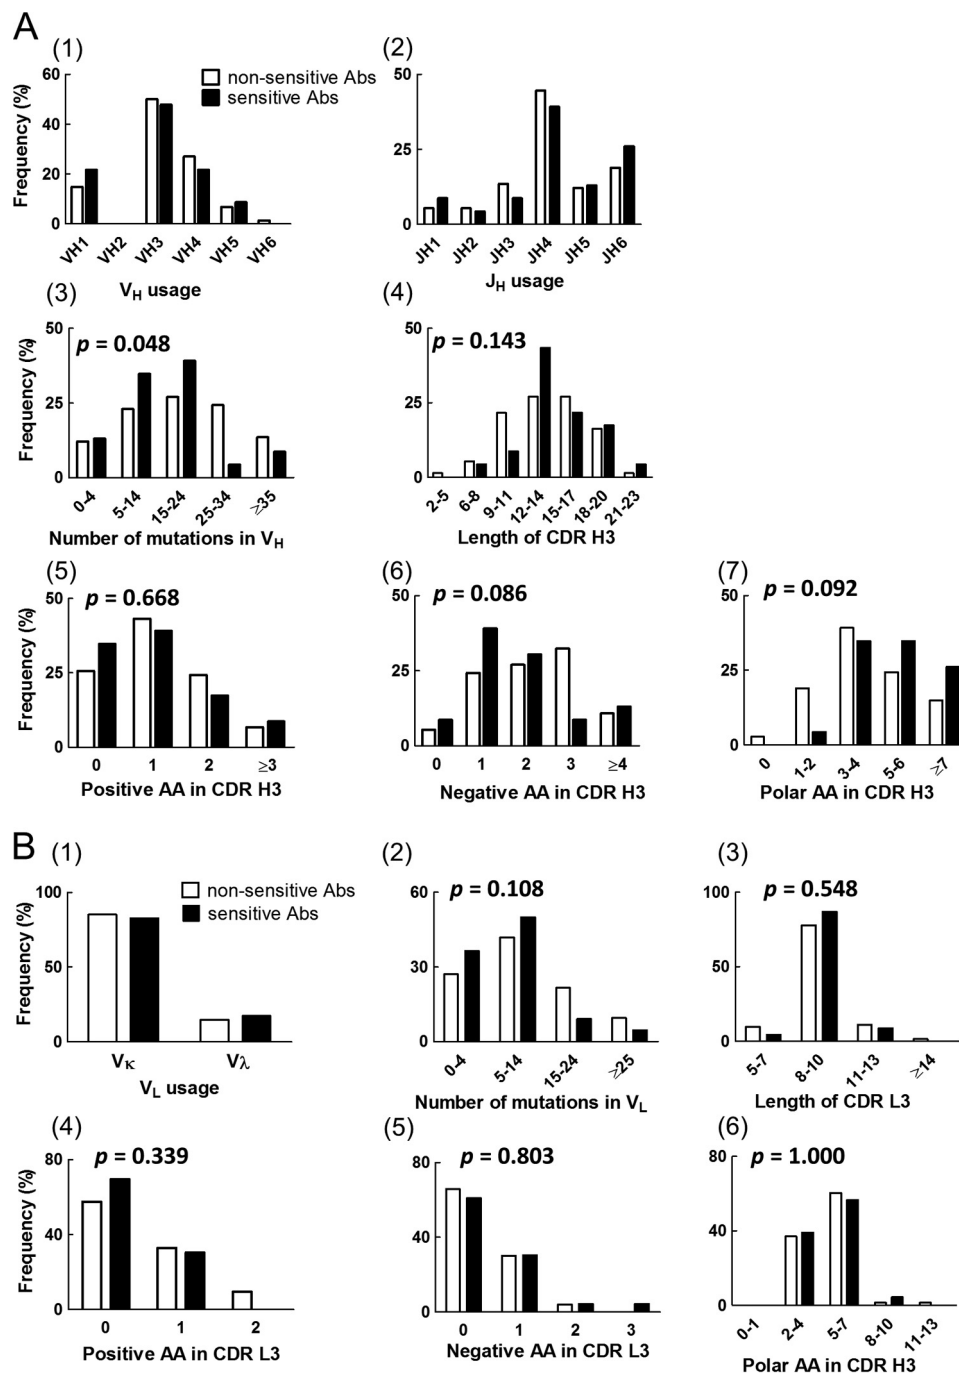 A
(1)
(2)
Frequency (%)
60
40
20
0
non-sensitive Abs
sensitive Abs
VH1 VH2 VH3 VH4 VH5 VH6
VH usage
50
25
0
JH1 JH2 JH3 JH4 JH5 JH6
JH usage
(3)
(4)
Frequency (%)
50
25
0
p = 0.048
0-4 5-14 15-24 25-34 ≥35
Number of mutations in VH
50
25
0
p = 0.143
2-5 6-8 9-11 12-14 15-17 18-20 21-23
Length of CDR H3
(5)
(6)
(7)
Frequency (%)
50
25
0
p = 0.668
0 1 2 ≥3
Positive AA in CDR H3
50
25
0
p = 0.086
0 1 2 3 ≥4
Negative AA in CDR H3
50
25
0
p = 0.092
0 1-2 3-4 5-6 ≥7
Polar AA in CDR H3
B
(1)
(2)
(3)
Frequency (%)
100
50
0
non-sensitive Abs
sensitive Abs
Vκ Vλ
VL usage
60
30
0
p = 0.108
0-4 5-14 15-24 ≥25
Number of mutations in VL
100
50
0
p = 0.548
5-7 8-10 11-13 ≥14
Length of CDR L3
(4)
(5)
(6)
Frequency (%)
80
40
0
p = 0.339
0 1 2
Positive AA in CDR L3
80
40
0
p = 0.803
0 1 2 3
Negative AA in CDR L3
80
40
0
p = 1.000
0-1 2-4 5-7 8-10 11-13
Polar AA in CDR H3